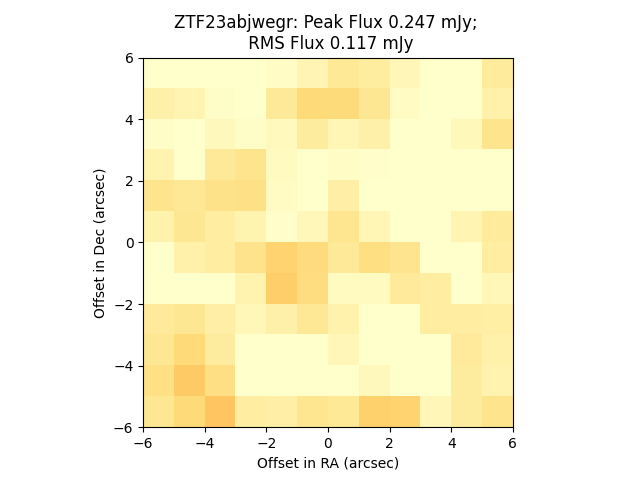 ZTF23abjwegr: Peak Flux 0.247 mJy;
RMS Flux 0.117 mJy
6
4
2
0
−2
−4
−6
Offset in Dec (arcsec)
−6 −4 −2 0 2 4 6
Offset in RA (arcsec)